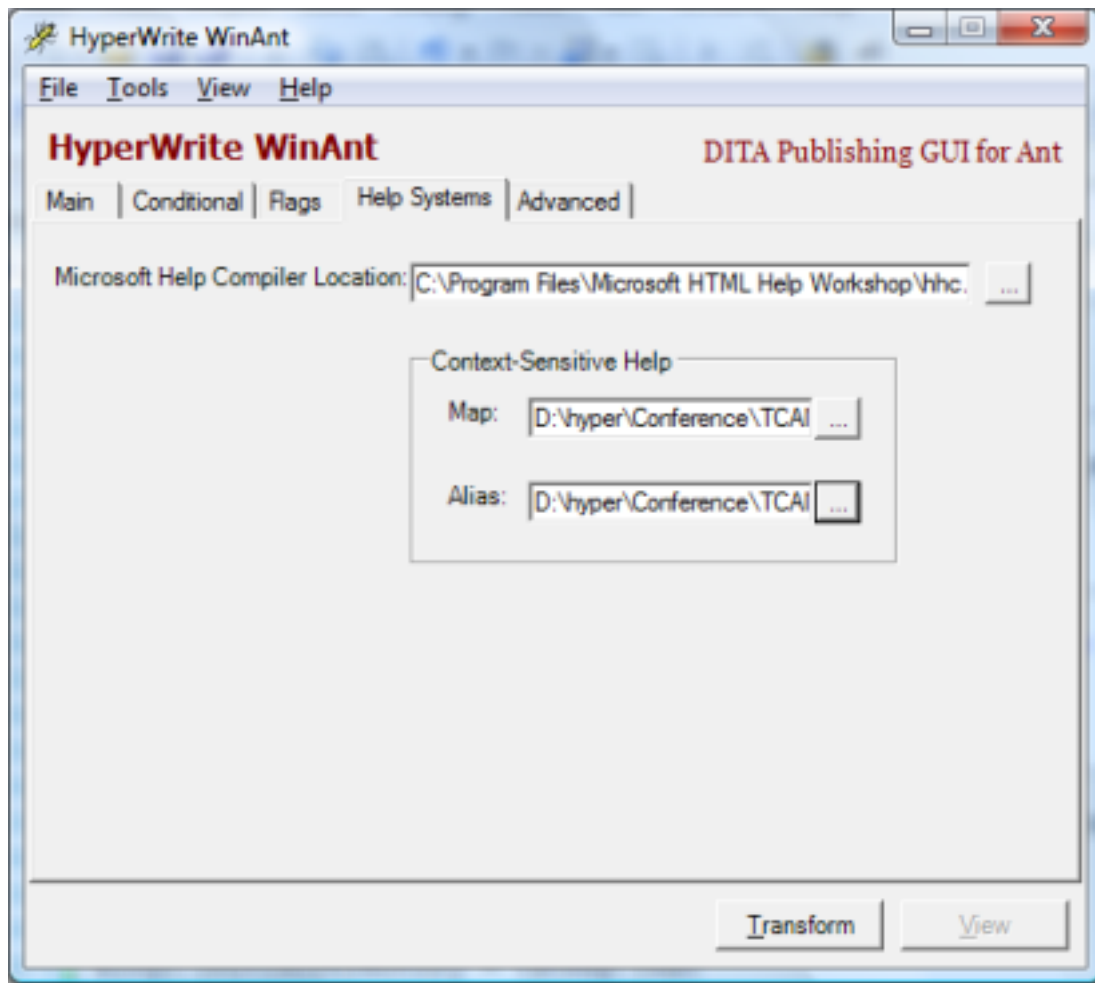 HyperWrite WinAnt
File Tools View Help
HyperWrite WinAnt DITA Publishing GUI for Ant
Main Conditional Flags Help Systems Advanced
Microsoft Help Compiler Location: C:\Program Files\Microsoft HTML Help Workshop\hhc. ...
Context-Sensitive Help
Map: D:\hyper\Conference\TCAI ...
Alias: D:\hyper\Conference\TCAI ...
Transform View